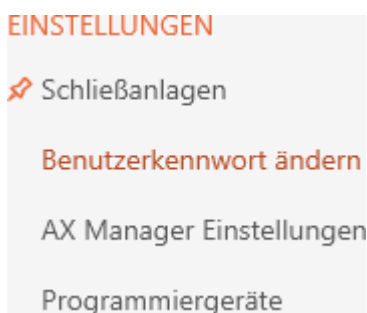 EINSTELLUNGEN
Schließanlagen
Benutzerkennwort ändern
AX Manager Einstellungen
Programmiergeräte